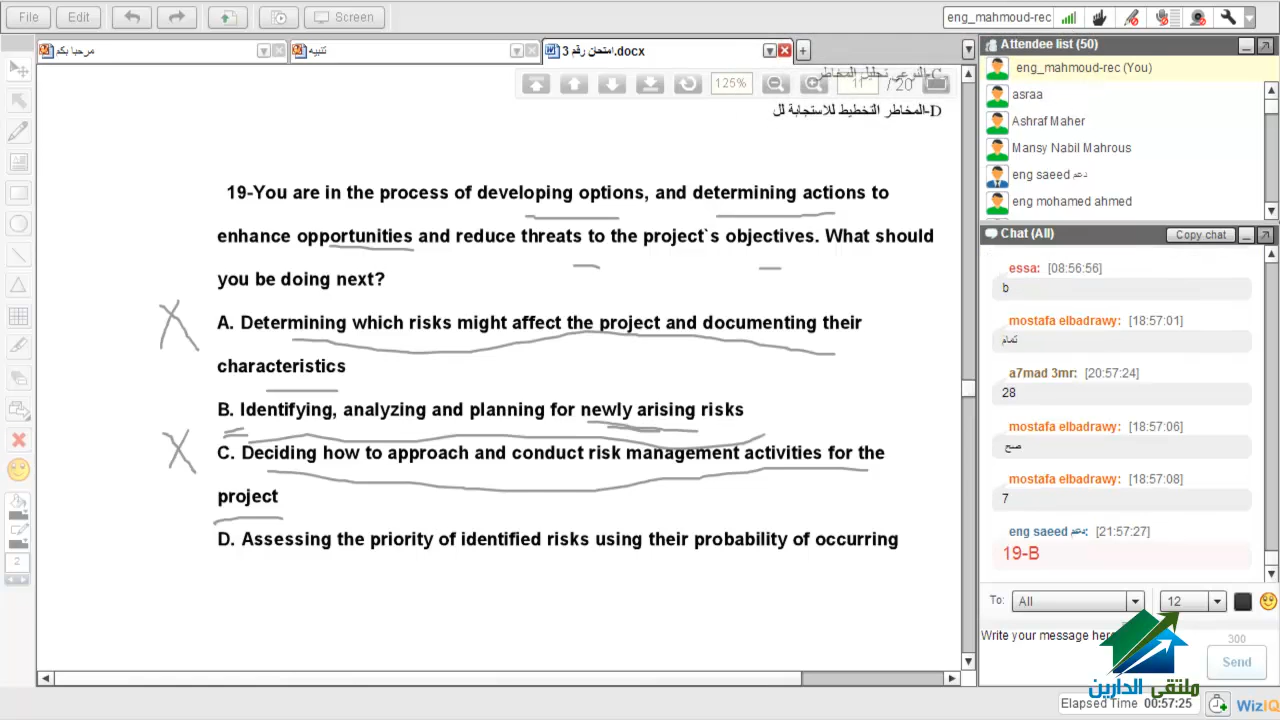 File
Edit
Screen
eng_mahmoud-rec
مرحبا بكم
تنبيه
امتحان رقم 3.docx
125%
11 / 20
C-النوعي تحليل المخاطر
D-المخاطر التخطيط للاستجابة لل
19-You are in the process of developing options, and determining actions to
enhance opportunities and reduce threats to the project`s objectives. What should
you be doing next?
A. Determining which risks might affect the project and documenting their
characteristics
B. Identifying, analyzing and planning for newly arising risks
C. Deciding how to approach and conduct risk management activities for the
project
D. Assessing the priority of identified risks using their probability of occurring
2
Attendee list (50)
eng_mahmoud-rec (You)
asraa
Ashraf Maher
Mansy Nabil Mahrous
eng saeed دعم
eng mohamed ahmed
Chat (All)
Copy chat
essa: [08:56:56]
b
mostafa elbadrawy: [18:57:01]
تمام
a7mad 3mr: [20:57:24]
28
mostafa elbadrawy: [18:57:06]
صح
mostafa elbadrawy: [18:57:08]
7
eng saeed دعم: [21:57:27]
19-B
To:
All
12
Write your message here
300
Send
ملتقى الدارين
Elapsed Time 00:57:25
WizIQ